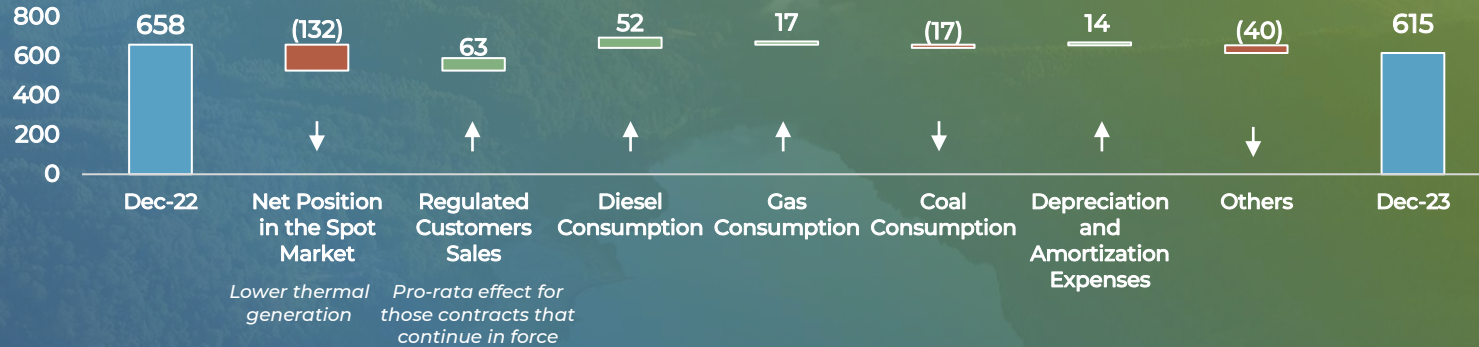 800
600
400
200
0
658
(132)
63
52
17
(17)
14
(40)
615
Dec-22
Net Position
in the Spot
Market
Lower thermal
generation
Regulated
Customers
Sales
Pro-rata effect for
those contracts that
continue in force
Diesel
Consumption
Gas
Consumption
Coal
Consumption
Depreciation
and
Amortization
Expenses
Others
Dec-23